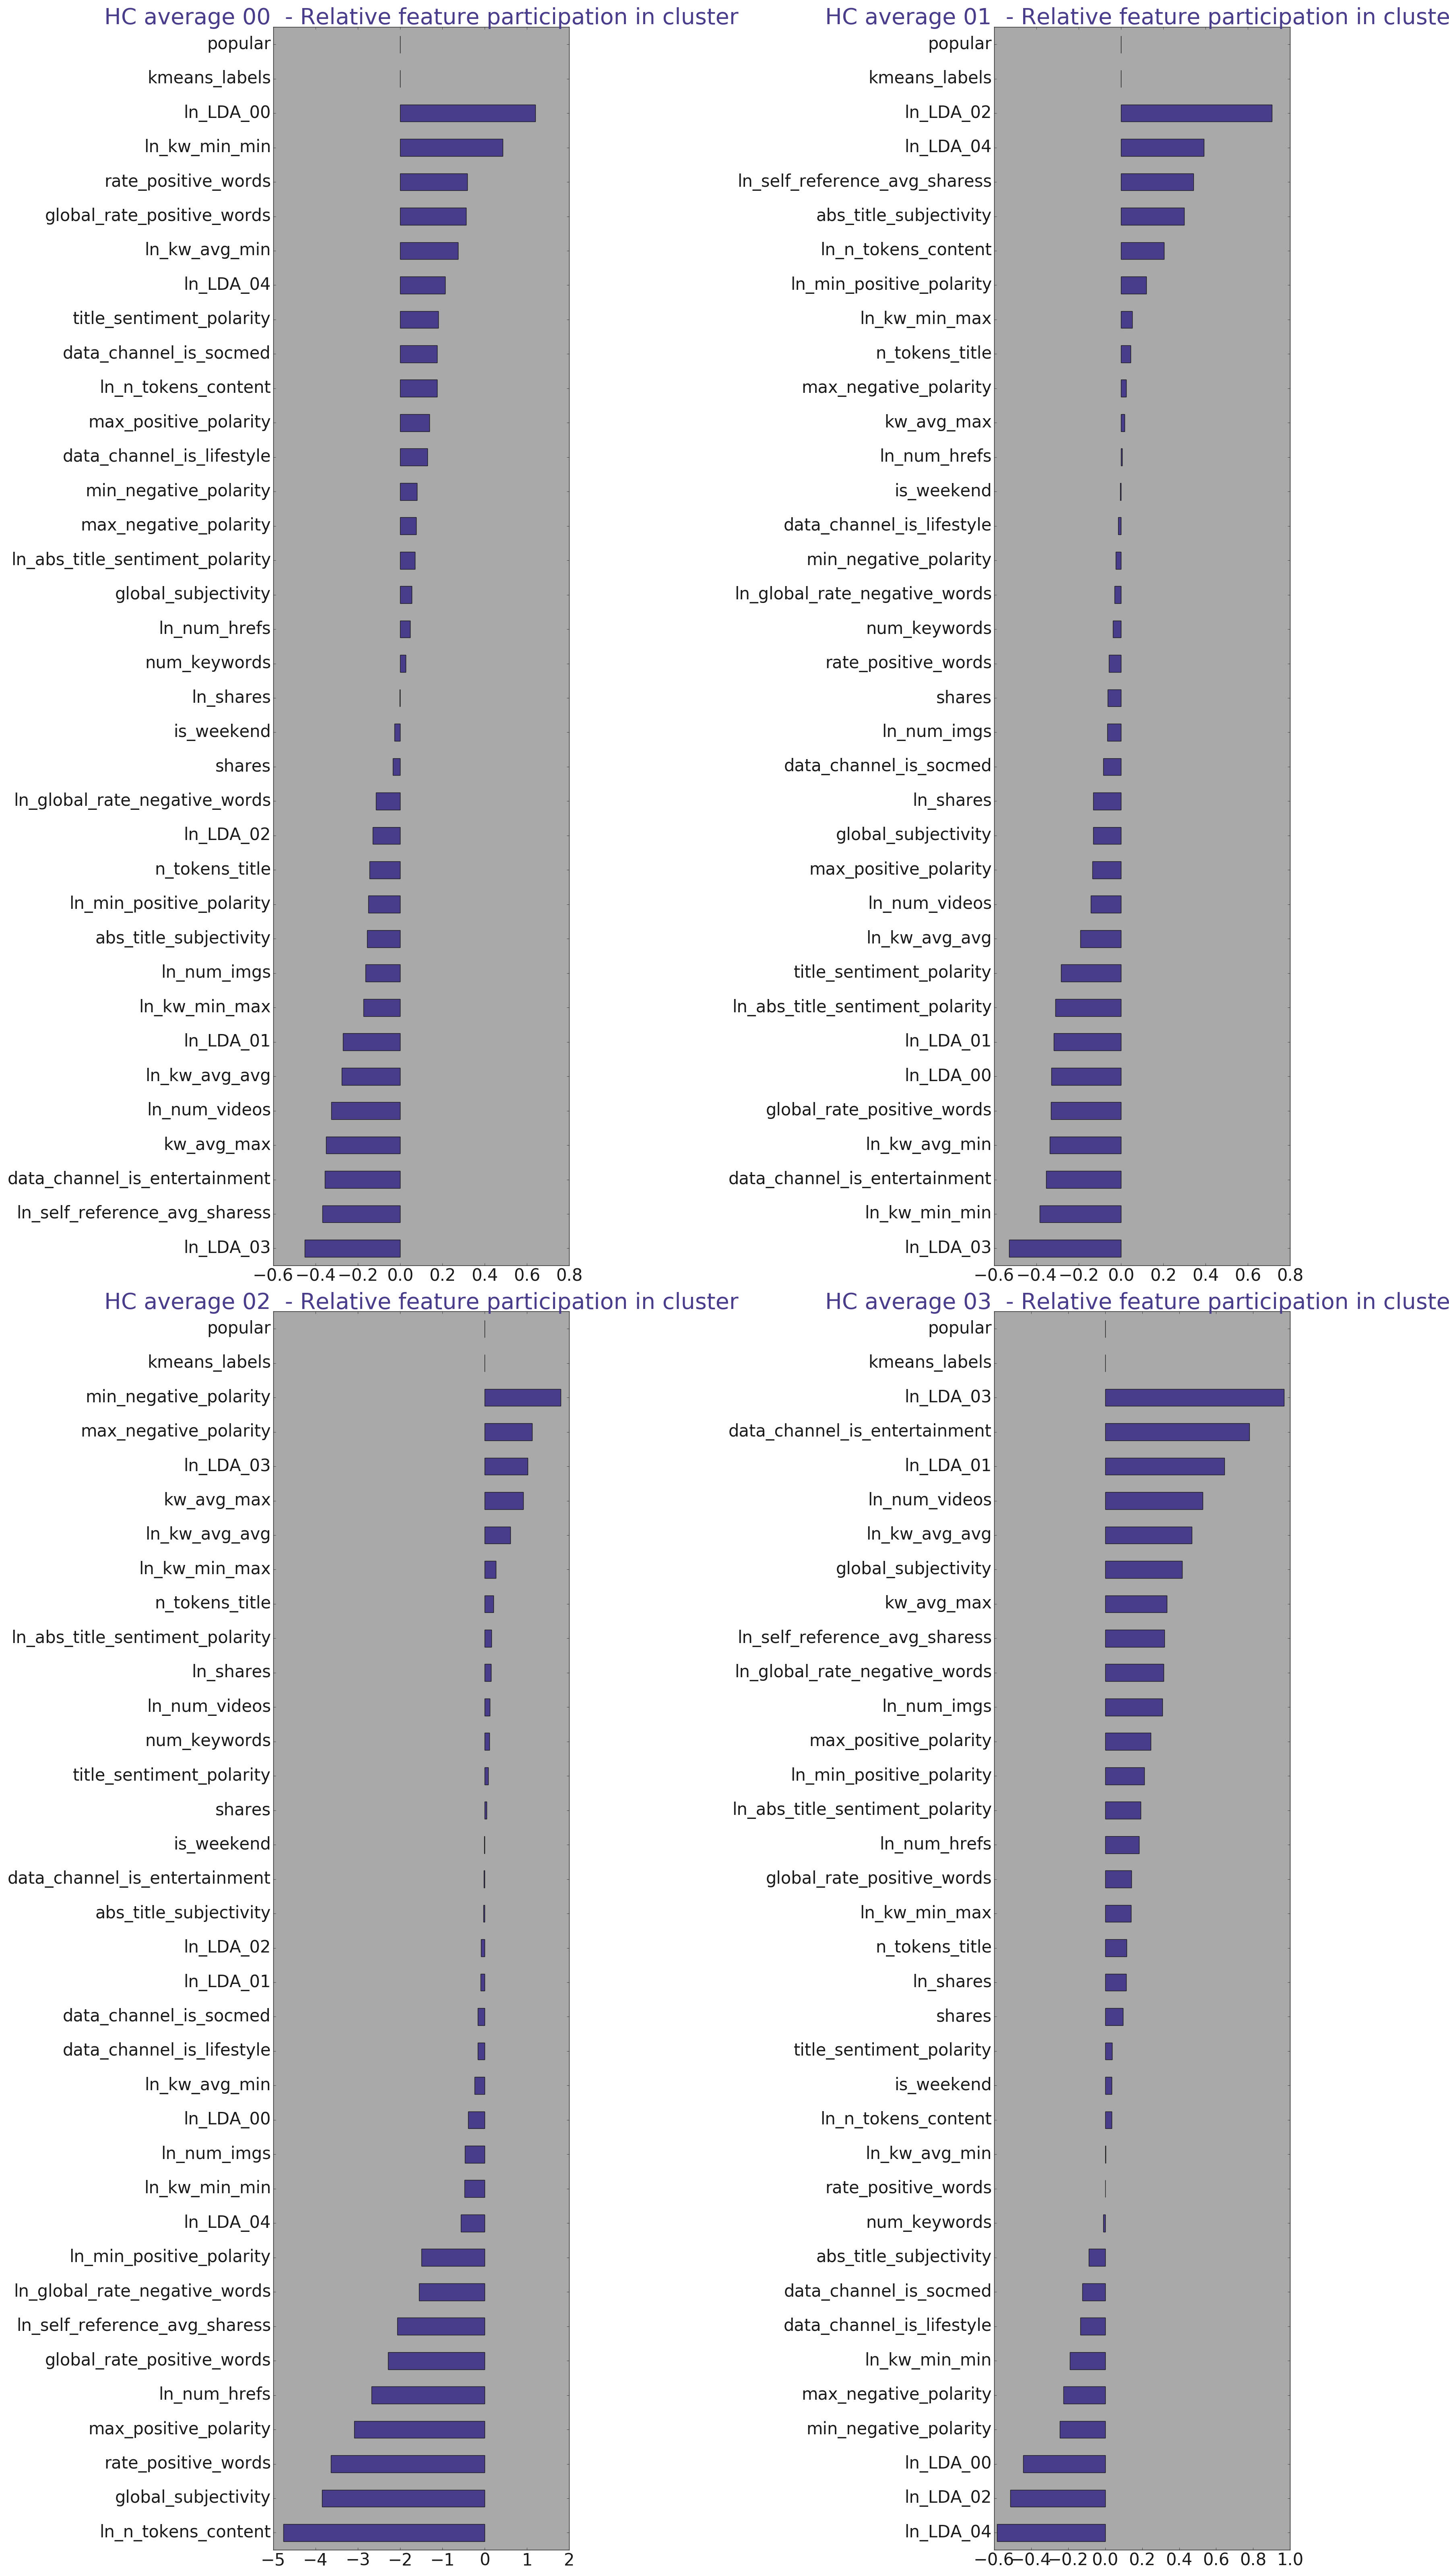 HC average 00  - Relative feature participation in cluster
popular
kmeans_labels
ln_LDA_00
ln_kw_min_min
rate_positive_words
global_rate_positive_words
ln_kw_avg_min
ln_LDA_04
title_sentiment_polarity
data_channel_is_socmed
ln_n_tokens_content
max_positive_polarity
data_channel_is_lifestyle
min_negative_polarity
max_negative_polarity
ln_abs_title_sentiment_polarity
global_subjectivity
ln_num_hrefs
num_keywords
ln_shares
is_weekend
shares
ln_global_rate_negative_words
ln_LDA_02
n_tokens_title
ln_min_positive_polarity
abs_title_subjectivity
ln_num_imgs
ln_kw_min_max
ln_LDA_01
ln_kw_avg_avg
ln_num_videos
kw_avg_max
data_channel_is_entertainment
ln_self_reference_avg_sharess
ln_LDA_03
−0.6 −0.4 −0.2 0.0 0.2 0.4 0.6 0.8
HC average 01  - Relative feature participation in cluste
popular
kmeans_labels
ln_LDA_02
ln_LDA_04
ln_self_reference_avg_sharess
abs_title_subjectivity
ln_n_tokens_content
ln_min_positive_polarity
ln_kw_min_max
n_tokens_title
max_negative_polarity
kw_avg_max
ln_num_hrefs
is_weekend
data_channel_is_lifestyle
min_negative_polarity
ln_global_rate_negative_words
num_keywords
rate_positive_words
shares
ln_num_imgs
data_channel_is_socmed
ln_shares
global_subjectivity
max_positive_polarity
ln_num_videos
ln_kw_avg_avg
title_sentiment_polarity
ln_abs_title_sentiment_polarity
ln_LDA_01
ln_LDA_00
global_rate_positive_words
ln_kw_avg_min
data_channel_is_entertainment
ln_kw_min_min
ln_LDA_03
−0.6 −0.4 −0.2 0.0 0.2 0.4 0.6 0.8
HC average 02  - Relative feature participation in cluster
popular
kmeans_labels
min_negative_polarity
max_negative_polarity
ln_LDA_03
kw_avg_max
ln_kw_avg_avg
ln_kw_min_max
n_tokens_title
ln_abs_title_sentiment_polarity
ln_shares
ln_num_videos
num_keywords
title_sentiment_polarity
shares
is_weekend
data_channel_is_entertainment
abs_title_subjectivity
ln_LDA_02
ln_LDA_01
data_channel_is_socmed
data_channel_is_lifestyle
ln_kw_avg_min
ln_LDA_00
ln_num_imgs
ln_kw_min_min
ln_LDA_04
ln_min_positive_polarity
ln_global_rate_negative_words
ln_self_reference_avg_sharess
global_rate_positive_words
ln_num_hrefs
max_positive_polarity
rate_positive_words
global_subjectivity
ln_n_tokens_content
−5 −4 −3 −2 −1 0 1 2
HC average 03  - Relative feature participation in cluste
popular
kmeans_labels
ln_LDA_03
data_channel_is_entertainment
ln_LDA_01
ln_num_videos
ln_kw_avg_avg
global_subjectivity
kw_avg_max
ln_self_reference_avg_sharess
ln_global_rate_negative_words
ln_num_imgs
max_positive_polarity
ln_min_positive_polarity
ln_abs_title_sentiment_polarity
ln_num_hrefs
global_rate_positive_words
ln_kw_min_max
n_tokens_title
ln_shares
shares
title_sentiment_polarity
is_weekend
ln_n_tokens_content
ln_kw_avg_min
rate_positive_words
num_keywords
abs_title_subjectivity
data_channel_is_socmed
data_channel_is_lifestyle
ln_kw_min_min
max_negative_polarity
min_negative_polarity
ln_LDA_00
ln_LDA_02
ln_LDA_04
−0.6 −0.4 −0.2 0.0 0.2 0.4 0.6 0.8 1.0